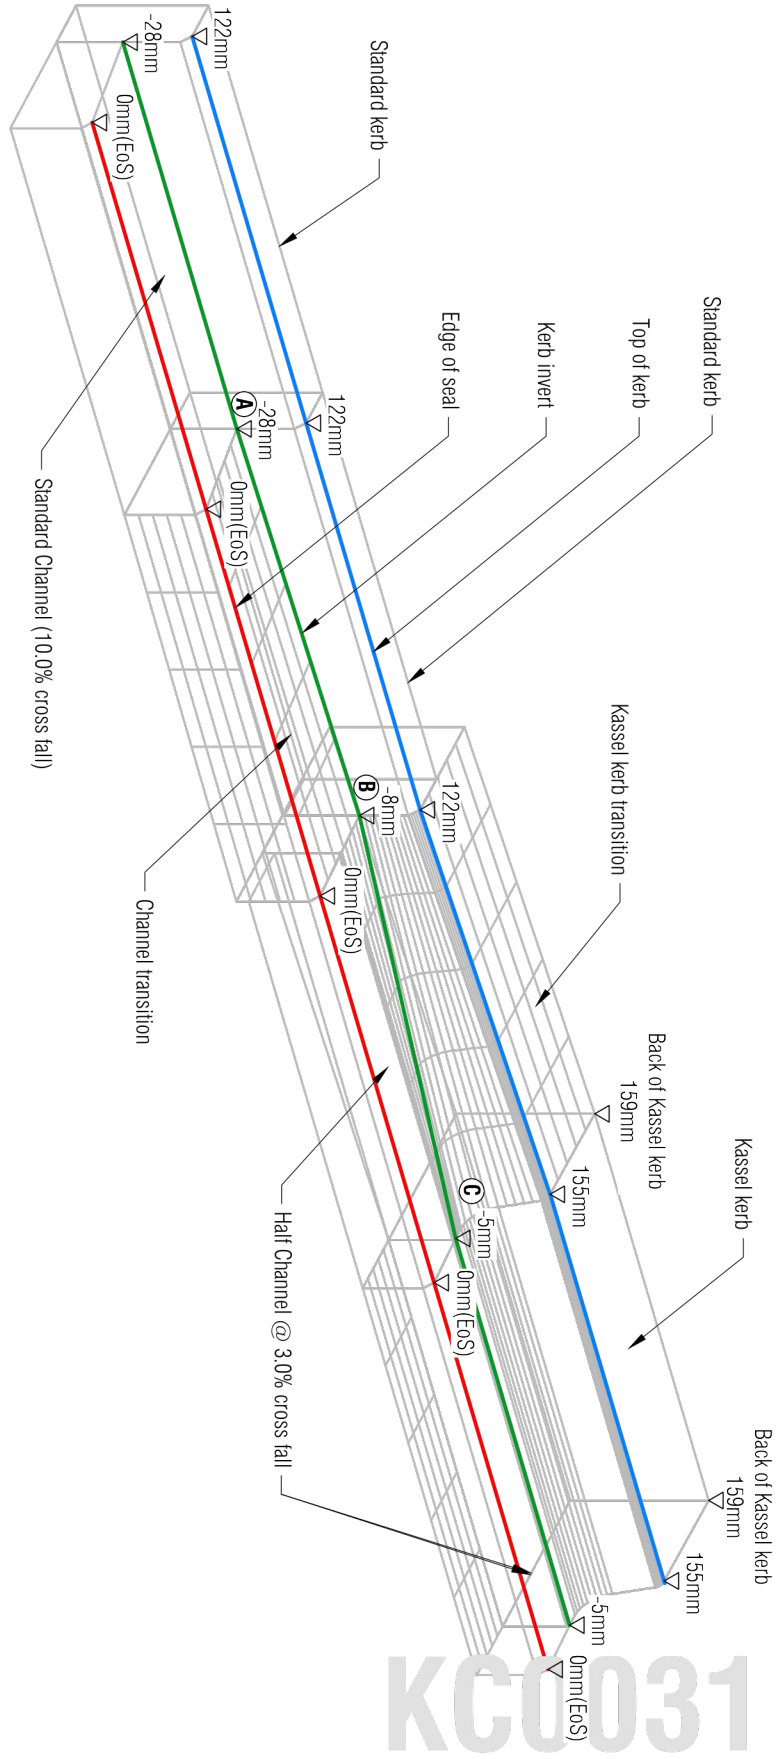 122mm
-28mm
0mm(EoS)
Standard kerb
Standard kerb
Top of kerb
Kerb invert
Edge of seal
122mm
-28mm
A
0mm(EoS)
Standard Channel (10.0% cross fall)
Kassel kerb transition
122mm
-8mm
B
0mm(EoS)
Channel transition
Back of Kassel kerb
159mm
Kassel kerb
155mm
-5mm
C
0mm(EoS)
Half Channel @ 3.0% cross fall
Back of Kassel kerb
159mm
155mm
-5mm
0mm(EoS)
KC0031